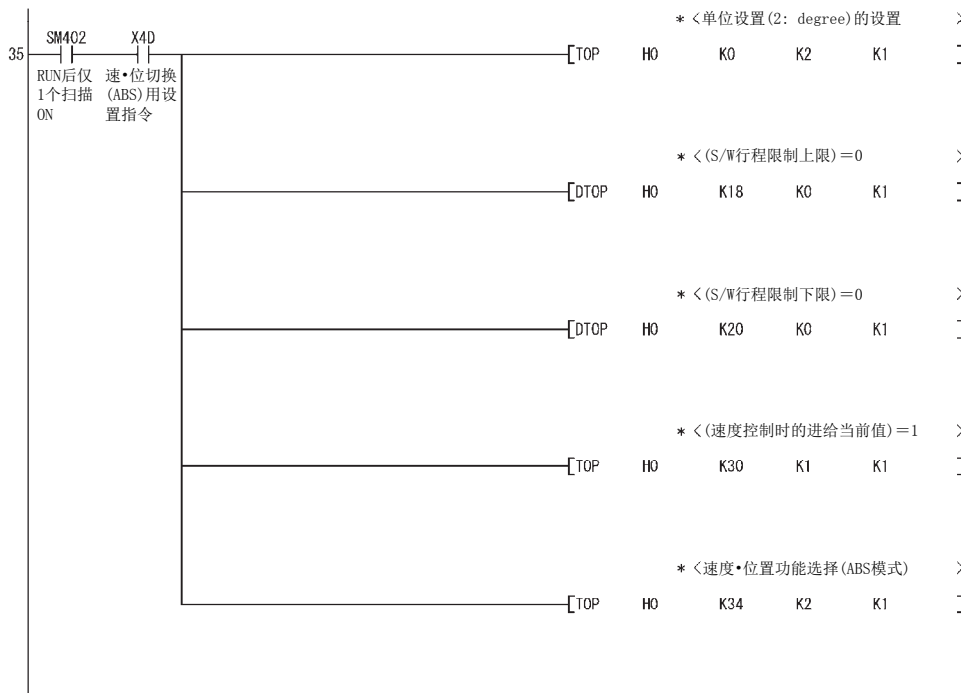 * <单位设置(2: degree)的设置 >
SM402 X4D
35 [TOP H0 K0 K2 K1 ]
RUN后仅 速•位切换
1个扫描 (ABS)用设
ON 置指令
* <(S/W行程限制上限)=0 >
[DTOP H0 K18 K0 K1 ]
* <(S/W行程限制下限)=0 >
[DTOP H0 K20 K0 K1 ]
* <(速度控制时的进给当前值)=1 >
[TOP H0 K30 K1 K1 ]
* <速度•位置功能选择(ABS模式) >
[TOP H0 K34 K2 K1 ]